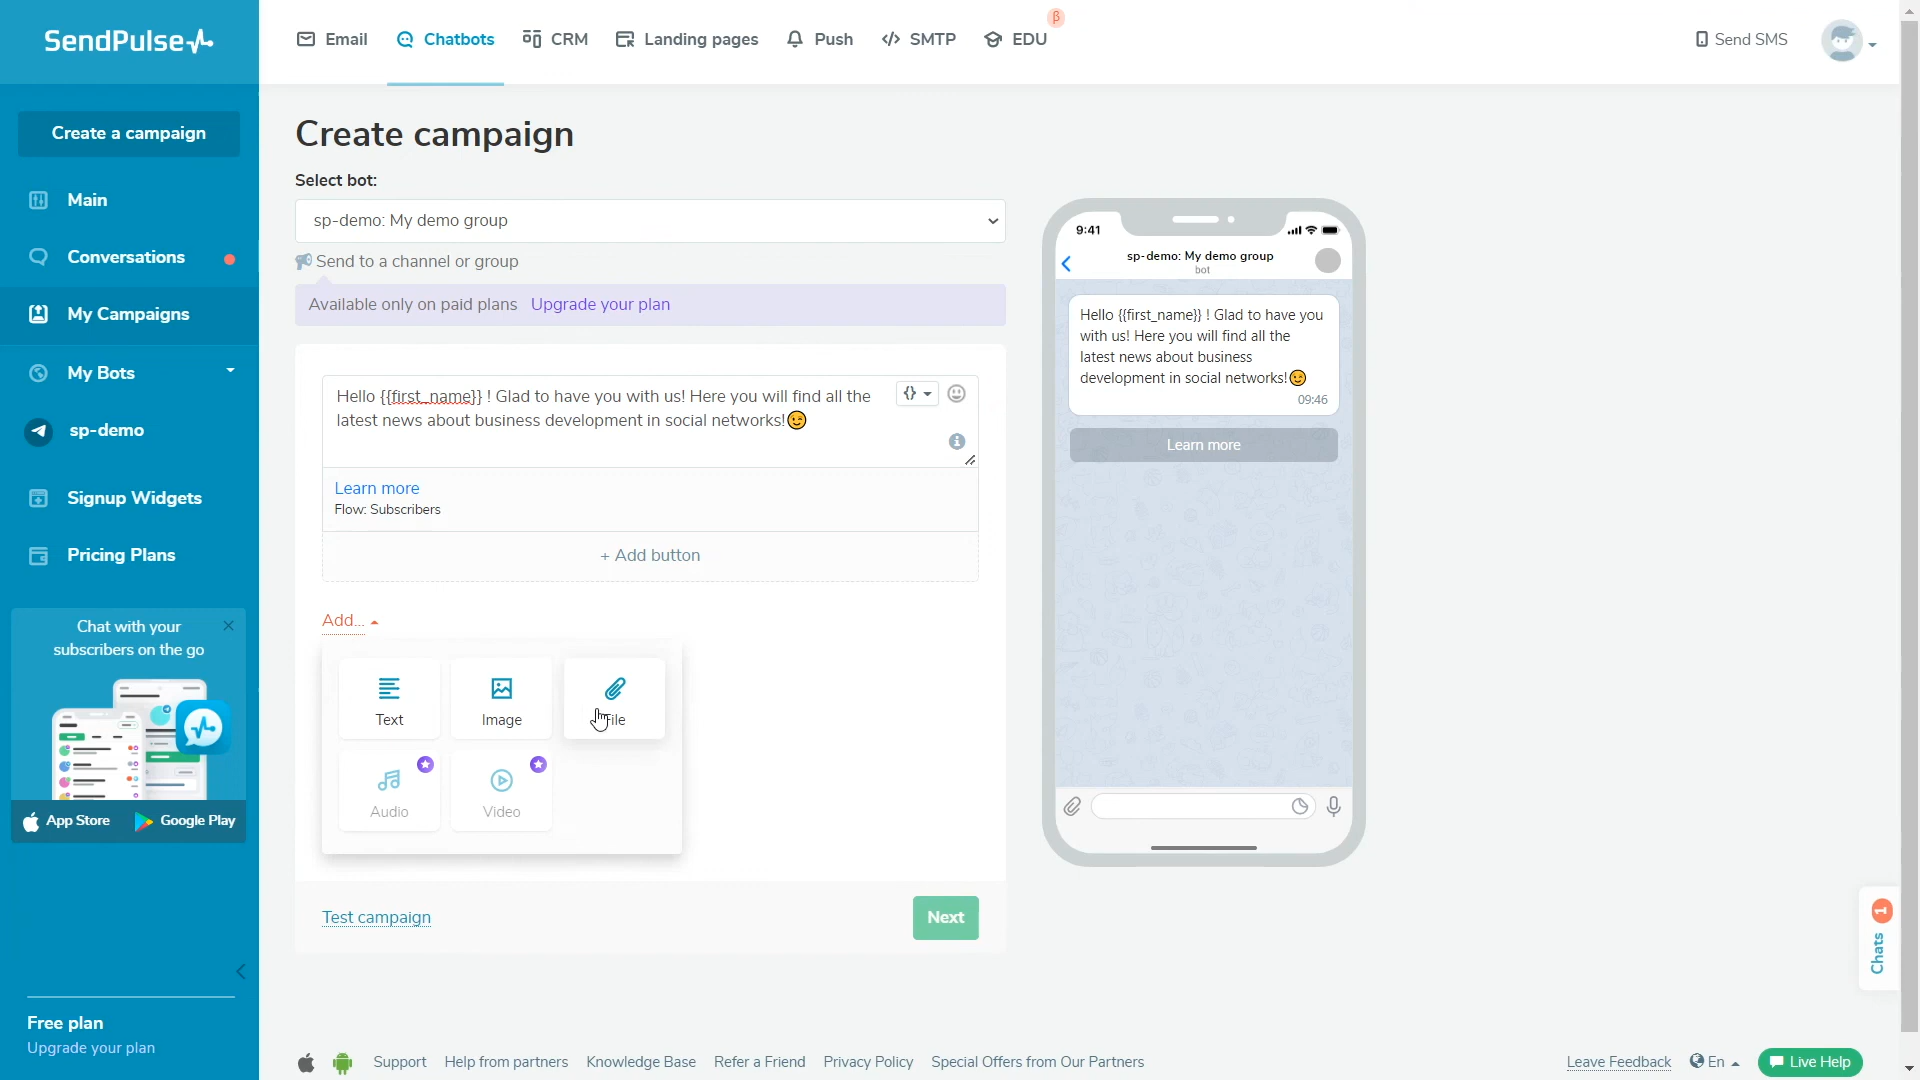 SendPulse
Email
Chatbots
CRM
Landing pages
Push
SMTP
EDU
β
Send SMS
Create a campaign
Main
Conversations
My Campaigns
My Bots
sp-demo
Signup Widgets
Pricing Plans
Chat with your
subscribers on the go
App Store
Google Play
Free plan
Upgrade your plan
Create campaign
Select bot:
sp-demo: My demo group
Send to a channel or group
Available only on paid plans Upgrade your plan
Hello {{first_name}} ! Glad to have you with us! Here you will find all the
latest news about business development in social networks!😉
{}
Learn more
Flow: Subscribers
+ Add button
Add...
Text
Image
File
Audio
Video
Test campaign
Next
9:41
sp-demo: My demo group
bot
Hello {{first_name}} ! Glad to have you
with us! Here you will find all the
latest news about business
development in social networks!😉
09:46
Learn more
Chats 1
Support
Help from partners
Knowledge Base
Refer a Friend
Privacy Policy
Special Offers from Our Partners
Leave Feedback
En
Live Help